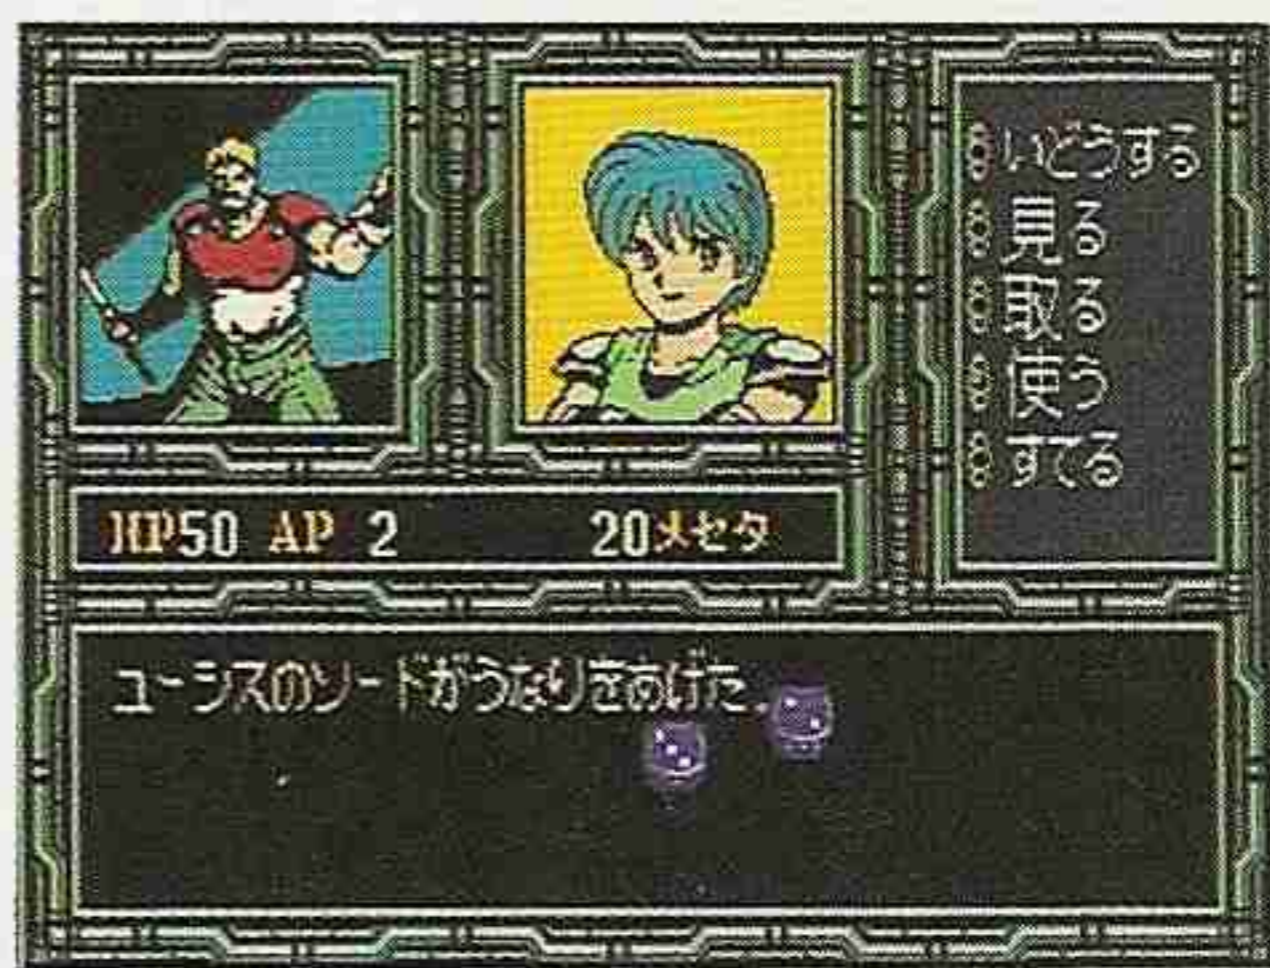 いどうする
見る
取る
使う
すてる
HP50 AP 2 20メセタ
ユーシスのソードがうなりをあげた。